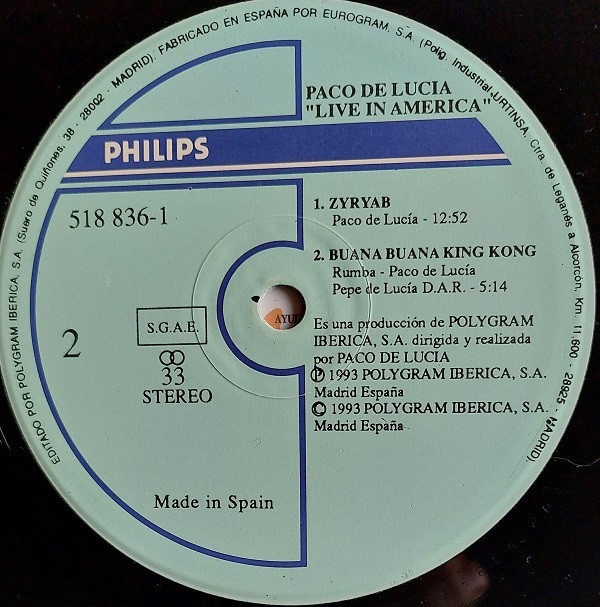 EDITADO POR POLYGRAM IBERICA, S.A. (Suero de Quiñones, 38 - 28002 - MADRID). FABRICADO EN ESPAÑA POR EUROGRAM. S.A. (Polig. Industrial URTINSA. Ctra. de Leganés a Alcorcón, Km 11,600 - 28925 - MADRID).
PACO DE LUCIA
"LIVE IN AMERICA"
PHILIPS
518 836-1
1. ZYRYAB
Paco de Lucía - 12:52
2. BUANA BUANA KING KONG
Rumba - Paco de Lucía
Pepe de Lucía D.A.R. - 5:14
S.G.A.E.
2
33
STEREO
AYUD
Es una producción de POLYGRAM
IBERICA, S.A. dirigida y realizada
por PACO DE LUCIA
Ⓟ 1993 POLYGRAM IBERICA, S.A.
Madrid España
© 1993 POLYGRAM IBERICA, S.A.
Madrid España
Made in Spain